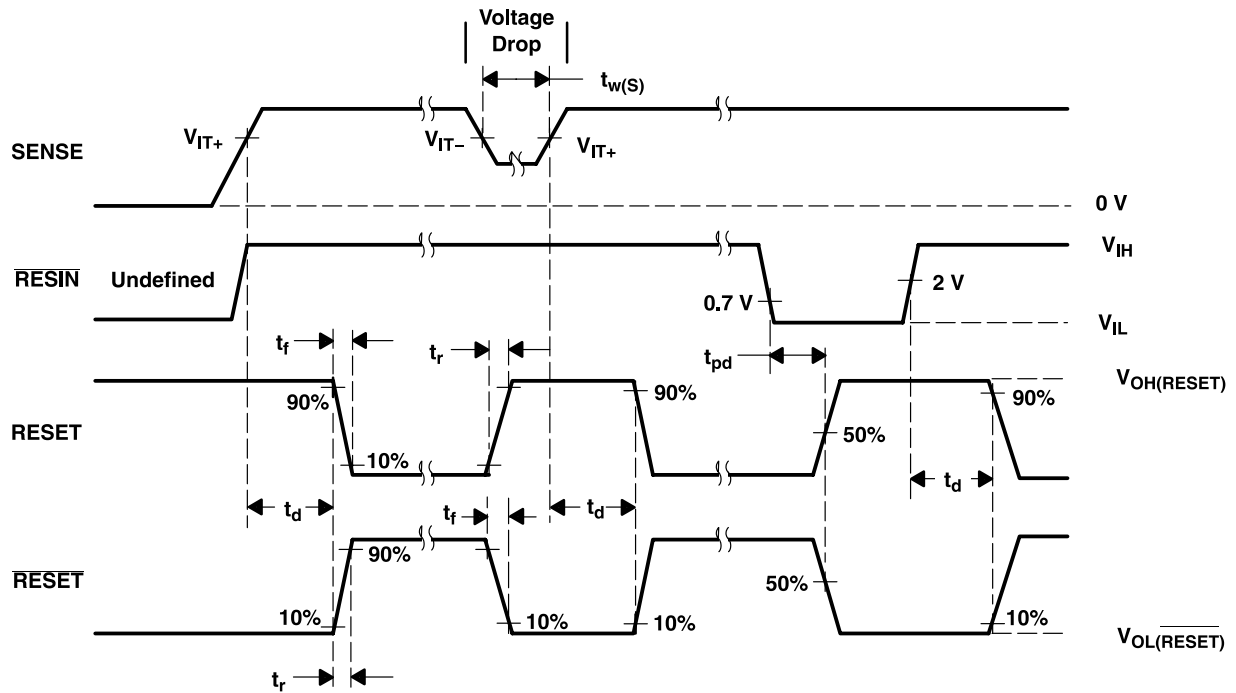 Voltage
Drop
tw(S)
SENSE
VIT+
VIT−
VIT+
0 V
RESIN
Undefined
VIH
0.7 V
2 V
VIL
tf
tr
tpd
VOH(RESET)
RESET
90%
10%
90%
50%
90%
td
tf
td
td
RESET
90%
50%
10%
10%
10%
10%
VOL(RESET)
tr